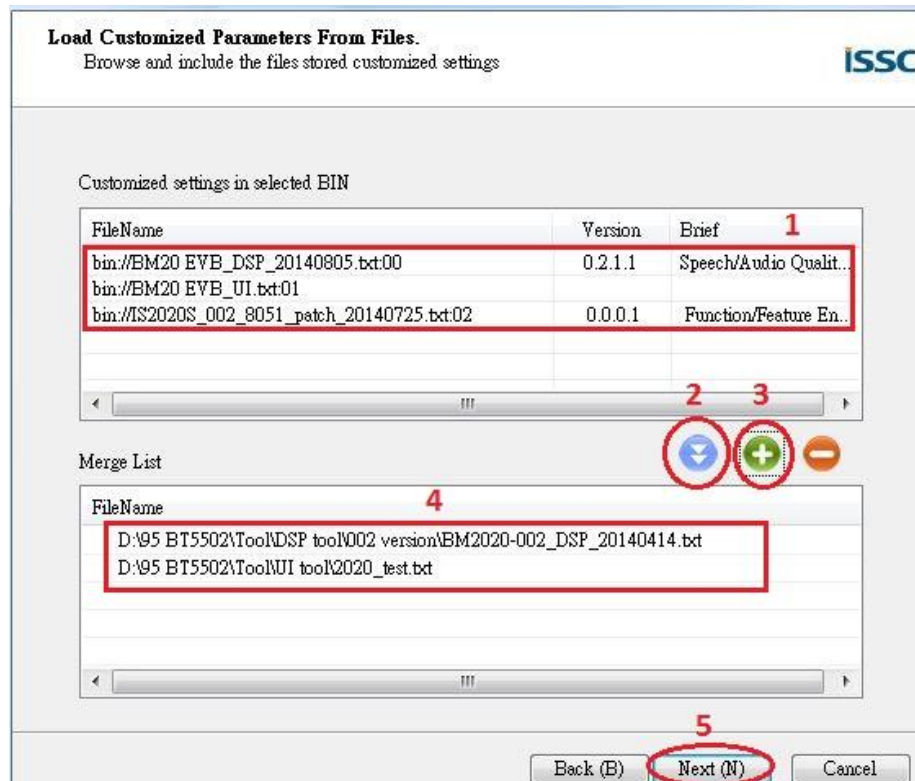 Load Customized Parameters From Files.
Browse and include the files stored customized settings
ISSC
Customized settings in selected BIN
FileName Version Brief 1
bin://BM20 EVB_DSP_20140805.txt:00 0.2.1.1 Speech/Audio Qualit...
bin://BM20 EVB_UI.txt:01
bin://IS2020S_002_8051_patch_20140725.txt:02 0.0.0.1 Function/Feature En...
2 3
Merge List
FileName 4
D:\95 BT5502\Tool\DSP tool\002 version\BM2020-002_DSP_20140414.txt
D:\95 BT5502\Tool\UI tool\2020_test.txt
5
Back (B) Next (N) Cancel